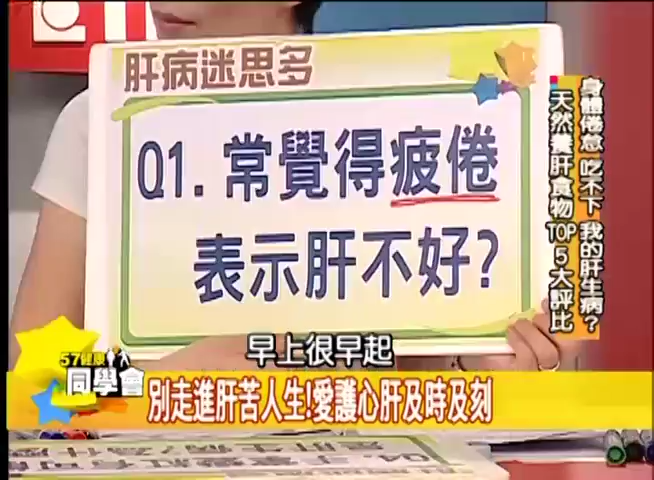 肝病迷思多
Q1.常覺得疲倦
表示肝不好?
身體倦怠 吃不下 我的肝生病?
天然養肝食物 TOP 5大評比
早上很早起
57健康
同學會
別走進肝苦人生!愛護心肝及時及刻